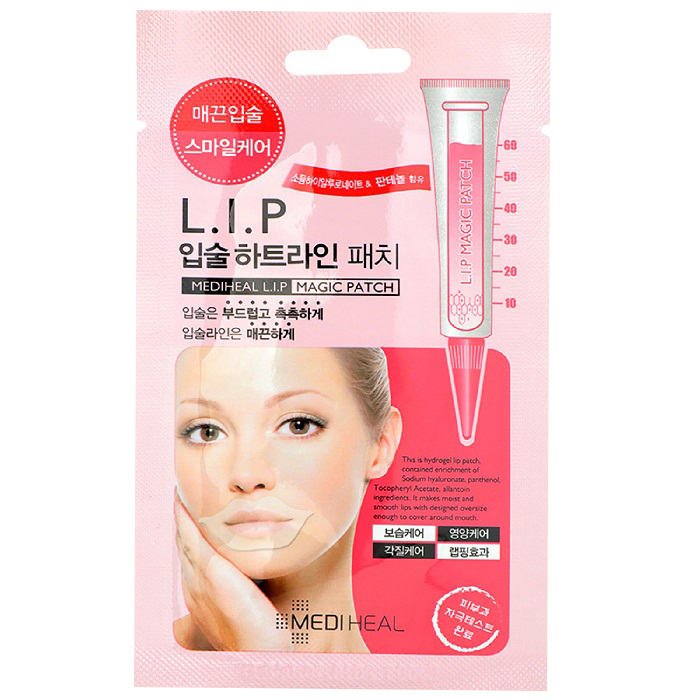 매끈입술
스마일케어
소듐하이알루로네이트 & 판테놀 함유
L.I.P
입술 하트라인 패치
MEDIHEAL L.I.P MAGIC PATCH
입술은 부드럽고 촉촉하게
입술라인은 매끈하게
60
50
40
30
20
10
L.I.P MAGIC PATCH
This is hydrogel lip patch,
contained enrichment of
Sodium hyaluronate, panthenol,
Tocopheryl Acetate, allantoin
ingredients. It makes moist and
smooth lips with designed oversize
enough to cover around mouth.
보습케어 영양케어
각질케어 랩핑효과
피부과
자극테스트
완료
MEDIHEAL